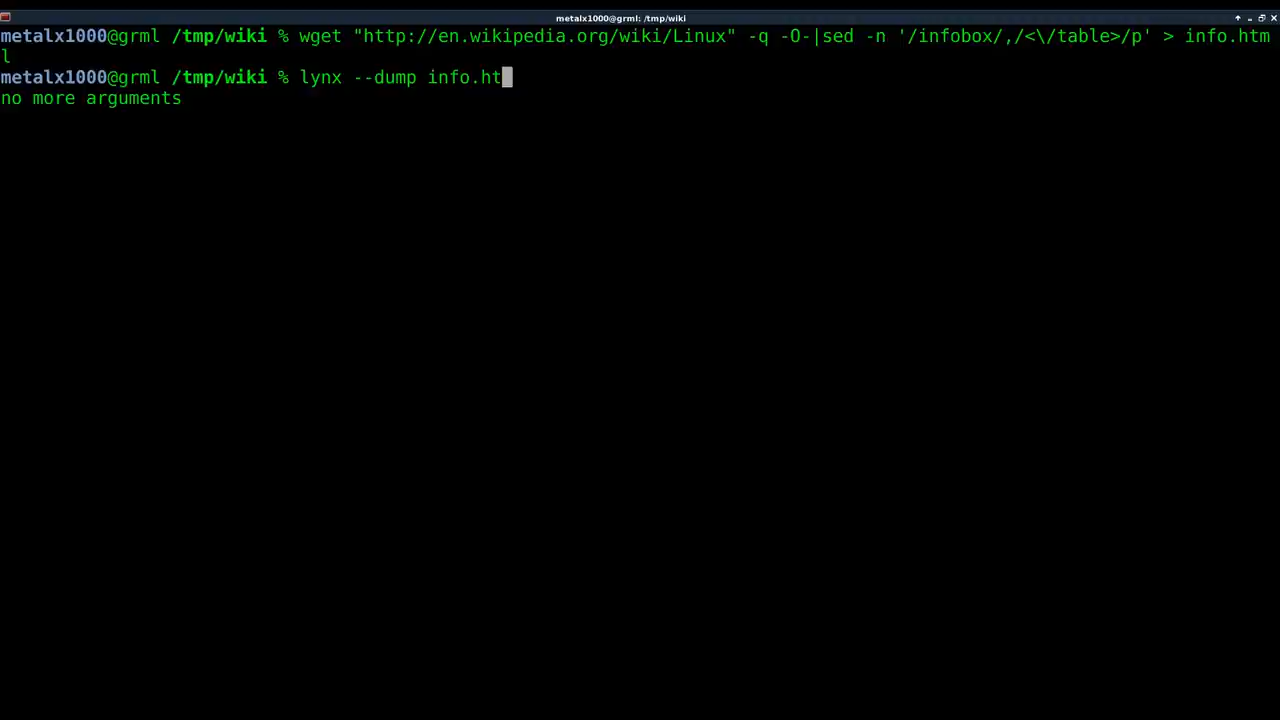 metalx1000@grml: /tmp/wiki
metalx1000@grml /tmp/wiki % wget "http://en.wikipedia.org/wiki/Linux" -q -O-|sed -n '/infobox/,/<\/table>/p' > info.htm
l
metalx1000@grml /tmp/wiki % lynx --dump info.ht
no more arguments